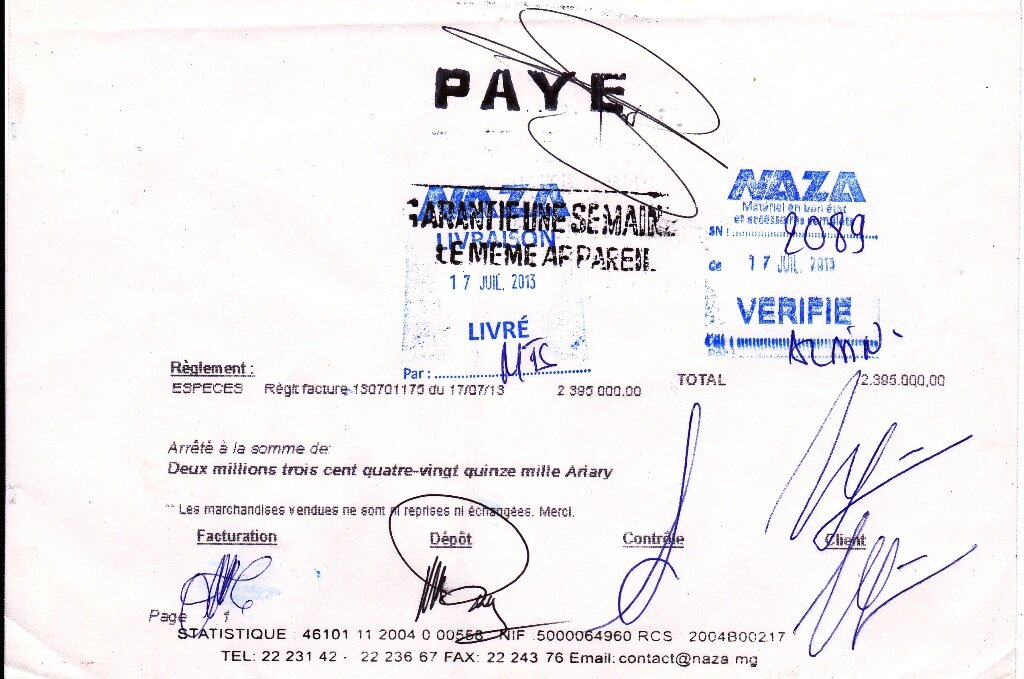 PAYE
NAZA
GARANTIE UNE SEMAINE
LIVRAISON
LE MEME APPAREIL
17 JUIL. 2013
LIVRÉ
Par :
NAZA
Matériel en bon état
et accessoires
SN : 2089
Ce 17 JUIL. 2013
VERIFIE
Règlement :
ESPECES Réglt facture 130701175 du 17/07/13 2 395 000,00
TOTAL 2.395.000,00
Arrêté à la somme de:
Deux millions trois cent quatre-vingt quinze mille Ariary
** Les marchandises vendues ne sont ni reprises ni échangées. Merci.
Facturation Dépôt Contrôle Client
Page 1
STATISTIQUE : 46101 11 2004 0 00558 NIF 5000064960 RCS 2004B00217
TEL: 22 231 42 - 22 236 67 FAX: 22 243 76 Email: contact@naza mg